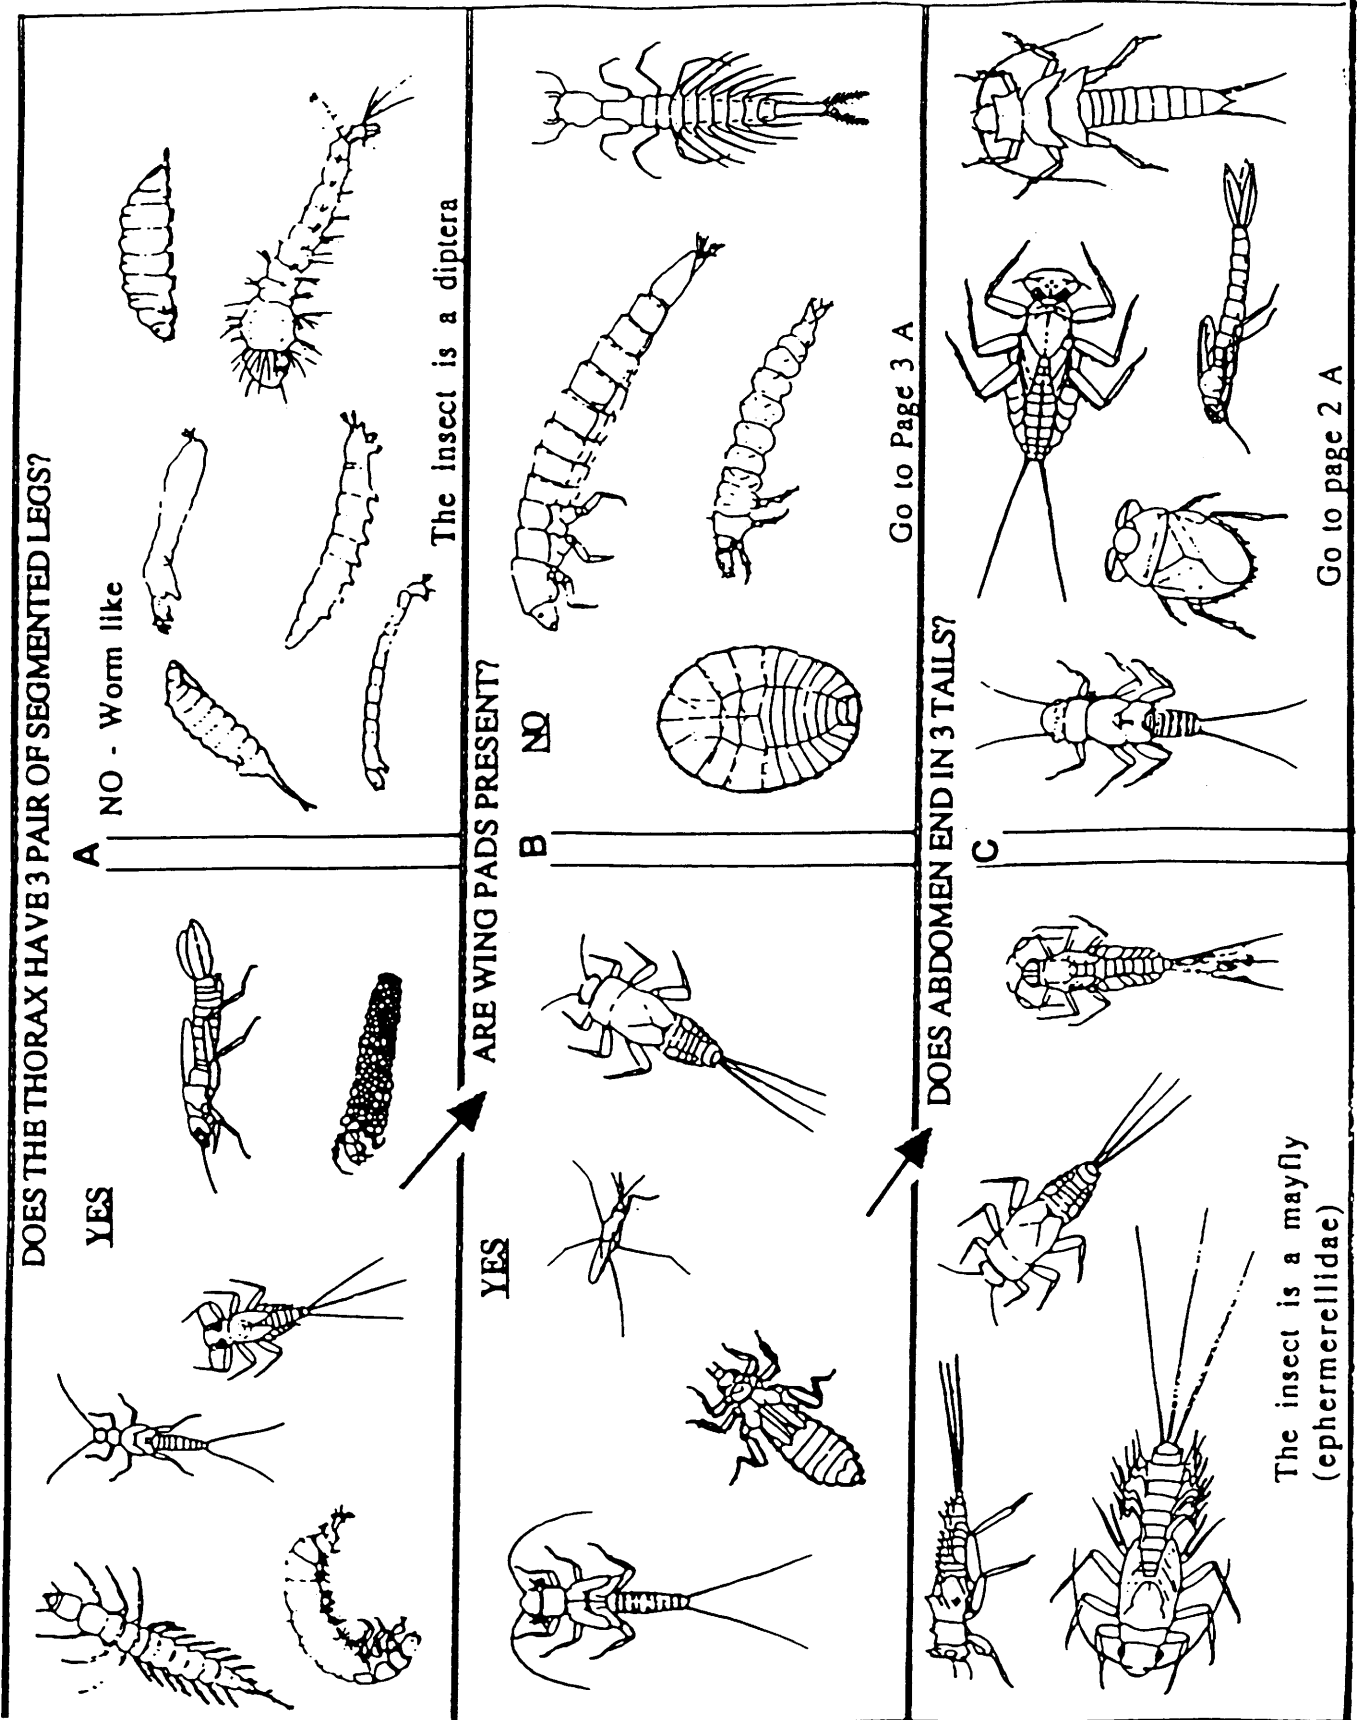 DOES THE THORAX HAVE 3 PAIR OF SEGMENTED LEGS?
YES
A
NO - Worm like
The insect is a diptera
ARE WING PADS PRESENT?
YES
B
NO
Go to Page 3 A
DOES ABDOMEN END IN 3 TAILS?
C
The insect is a mayfly
(ephermerellidae)
Go to page 2 A